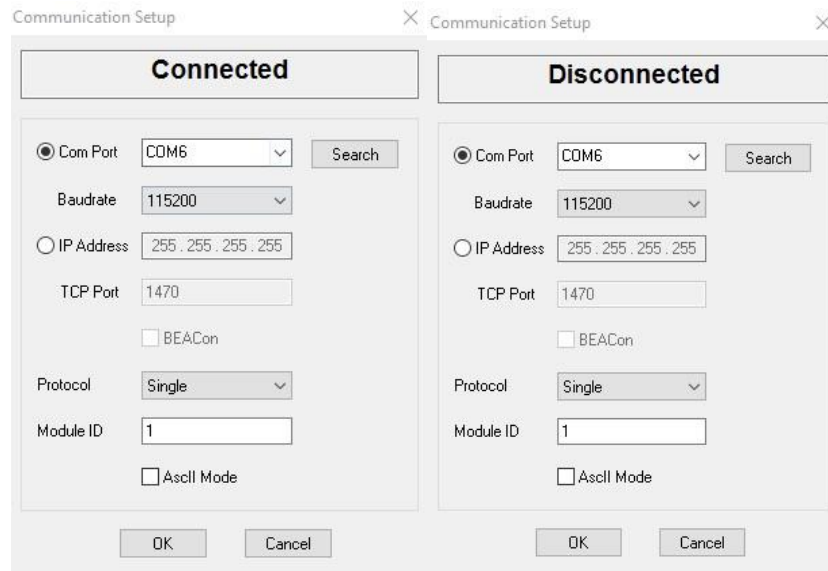 Communication Setup
Connected
Com Port COM6 Search
Baudrate 115200
IP Address 255 . 255 . 255 . 255
TCP Port 1470
BEACon
Protocol Single
Module ID 1
AscII Mode
OK Cancel
Communication Setup
Disconnected
Com Port COM6 Search
Baudrate 115200
IP Address 255 . 255 . 255 . 255
TCP Port 1470
BEACon
Protocol Single
Module ID 1
AscII Mode
OK Cancel